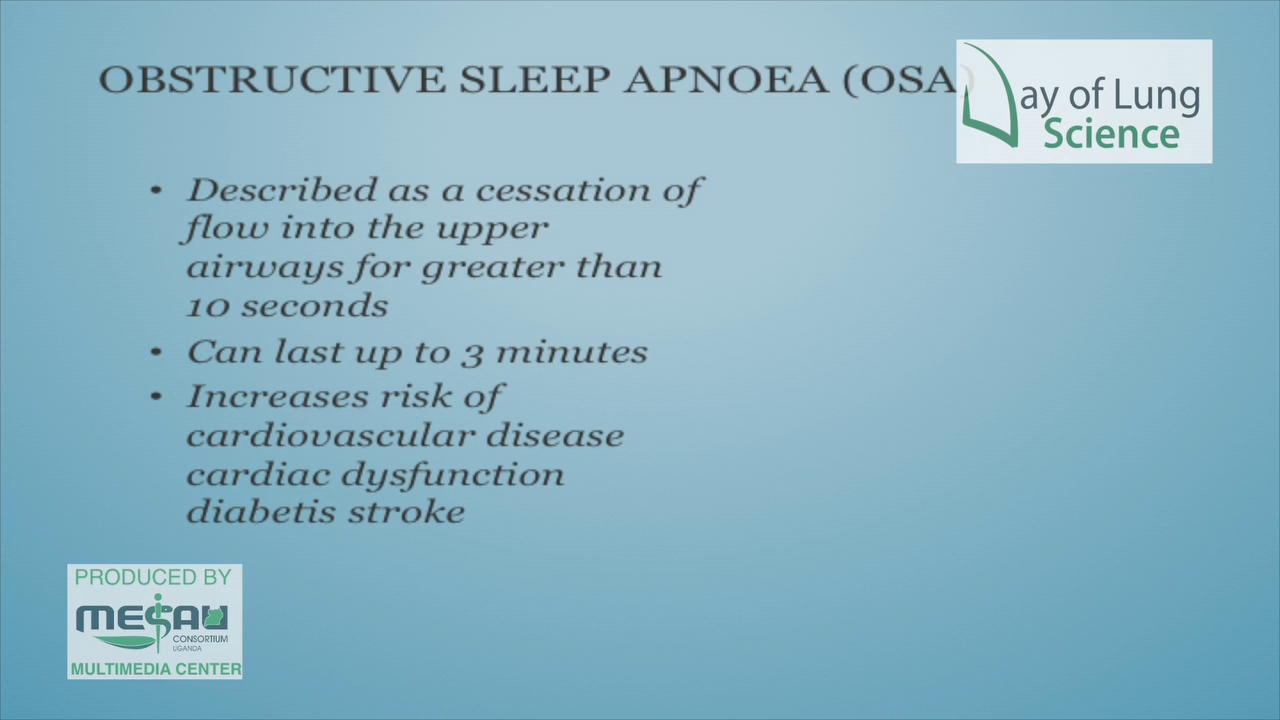 OBSTRUCTIVE SLEEP APNOEA (OSA)
Day of Lung
Science
• Described as a cessation of
flow into the upper
airways for greater than
10 seconds
• Can last up to 3 minutes
• Increases risk of
cardiovascular disease
cardiac dysfunction
diabetis stroke
PRODUCED BY
MESAU
CONSORTIUM
UGANDA
MULTIMEDIA CENTER